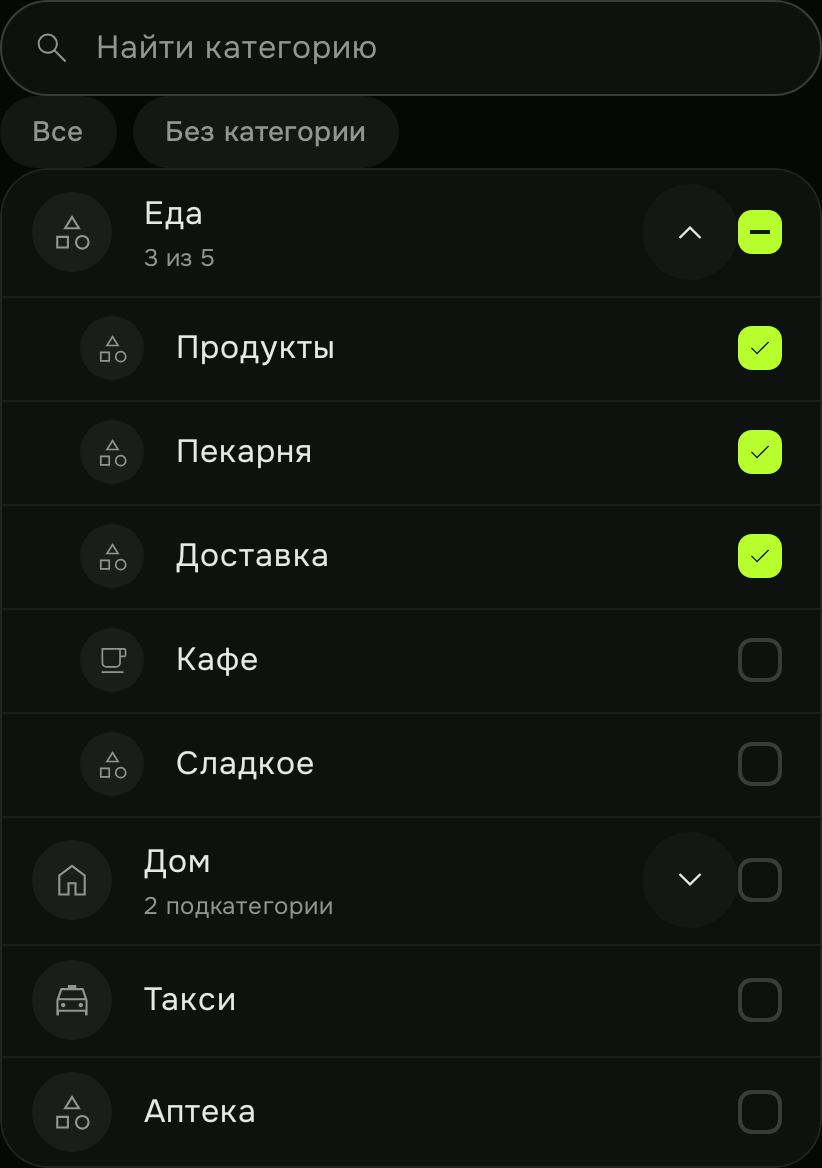 Найти категорию
Все
Без категории
Еда
3 из 5
Продукты
Пекарня
Доставка
Кафе
Сладкое
Дом
2 подкатегории
Такси
Аптека